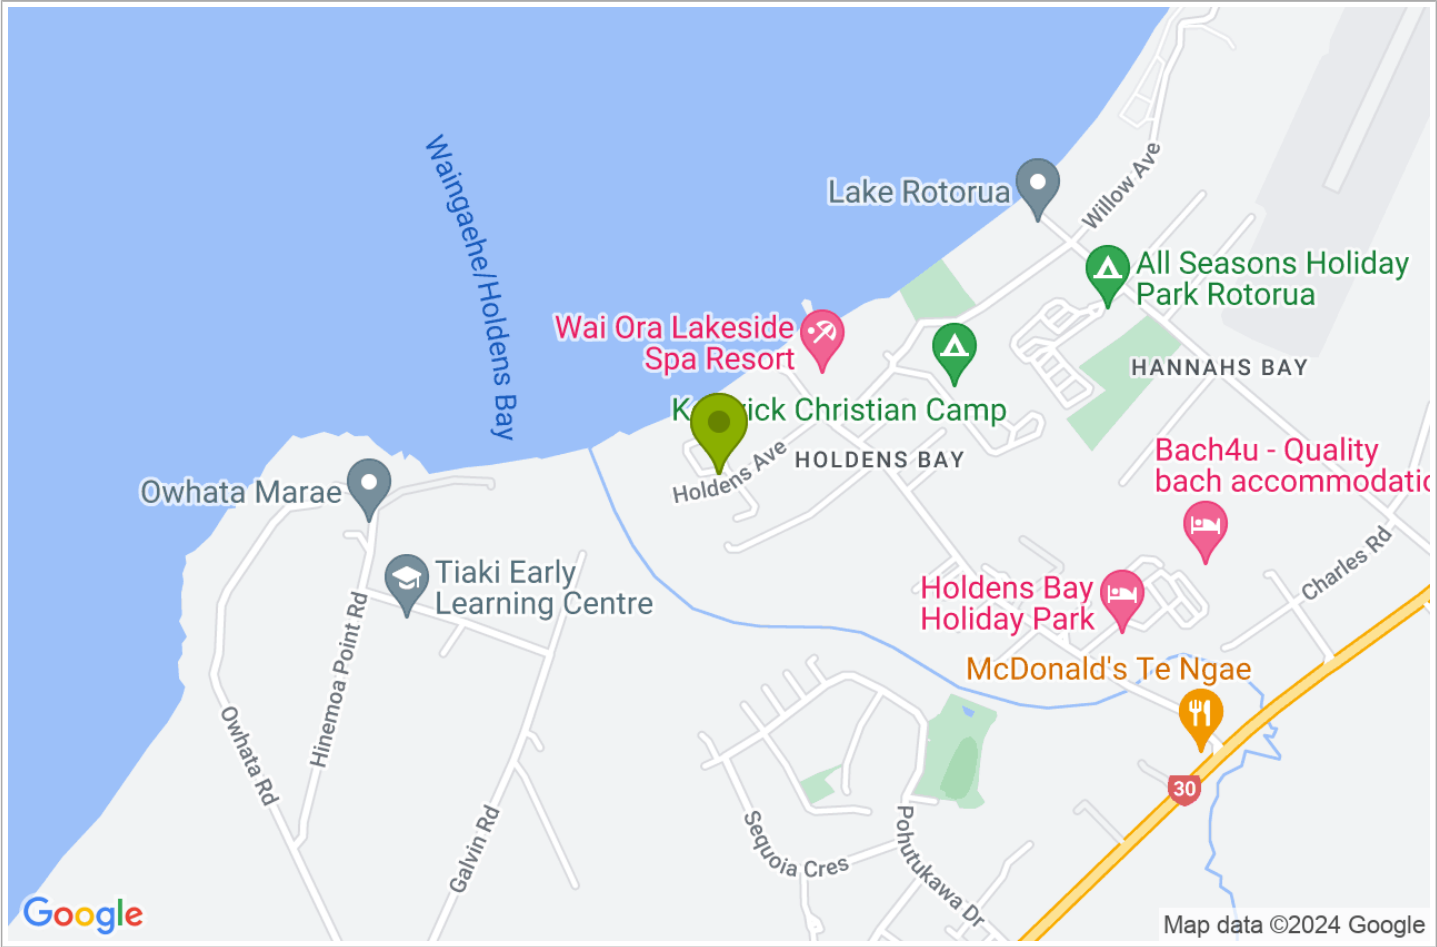 Waingaehe/Holdens Bay
Willow Ave
Lake Rotorua
All Seasons Holiday
Park Rotorua
Wai Ora Lakeside
Spa Resort
HANNAHS BAY
Christian Camp
Holdens Ave
HOLDENS BAY
Bach4u - Quality
Owhata Marae
bach
Charles Rd
Tiaki Early
Learning Centre
Holdens Bay
Holiday Park
Hinemoa Point Rd
McDonald's Te Ngae
Owhata Rd
30
Galvin Rd
Sequoia Cres
Pohutukawa Dr
Google
Map data ©2024 Google